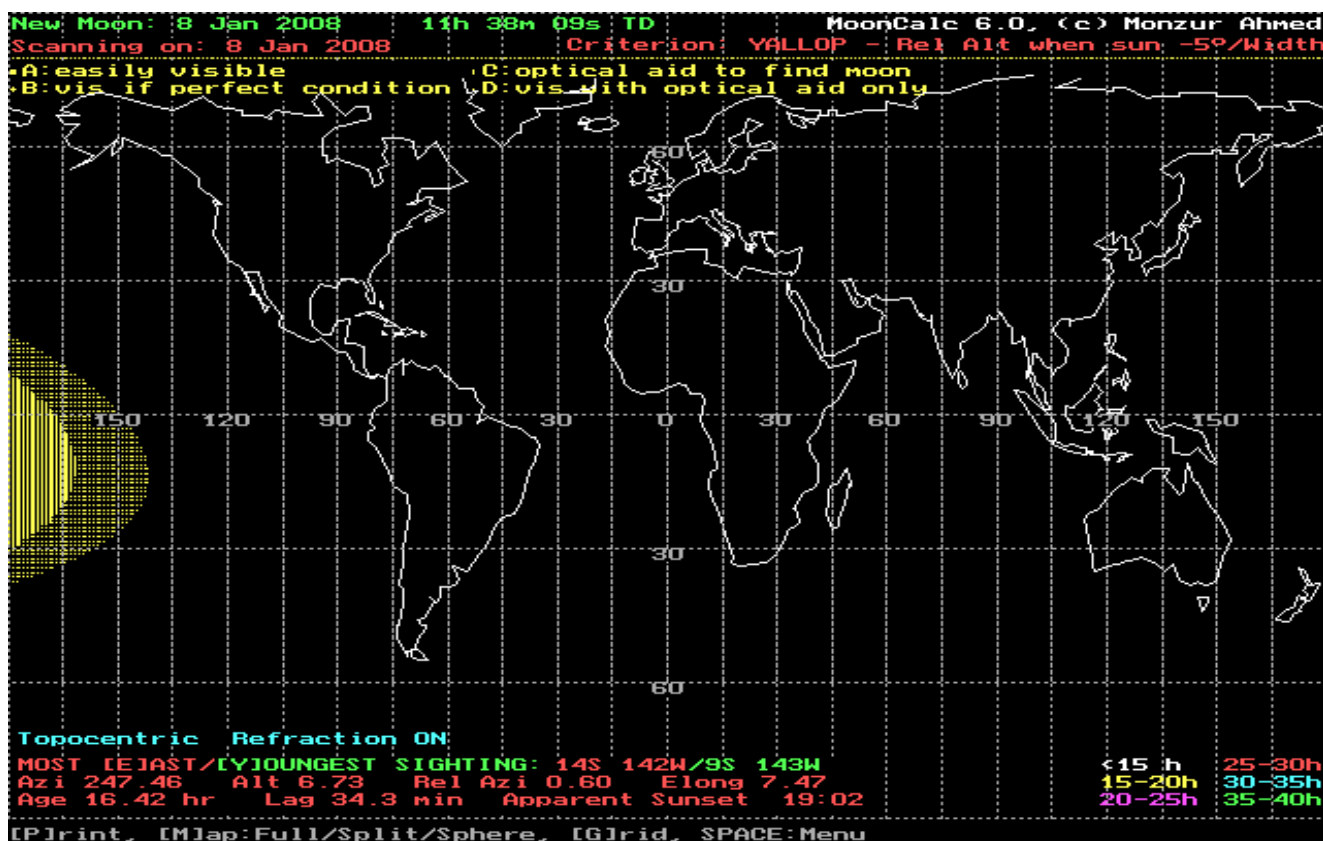 New Moon: 8 Jan 2008 11h 38m 09s TD MoonCalc 6.0, (c) Monzur Ahmed
Scanning on: 8 Jan 2008 Criterion: YALLOP - Rel Alt when sun -5º/Width
A:easily visible C:optical aid to find moon
B:vis if perfect condition D:vis with optical aid only
60
30
150 120 90 60 30 0 30 60 90 120 150
30
60
Topocentric Refraction ON
MOST [E]AST/[Y]OUNGEST SIGHTING: 14S 142W/9S 143W <15 h 25-30h
Azi 247.46 Alt 6.73 Rel Azi 0.60 Elong 7.47 15-20h 30-35h
Age 16.42 hr Lag 34.3 min Apparent Sunset 19:02 20-25h 35-40h
[P]rint, [M]ap:Full/Split/Sphere, [G]rid, SPACE:Menu